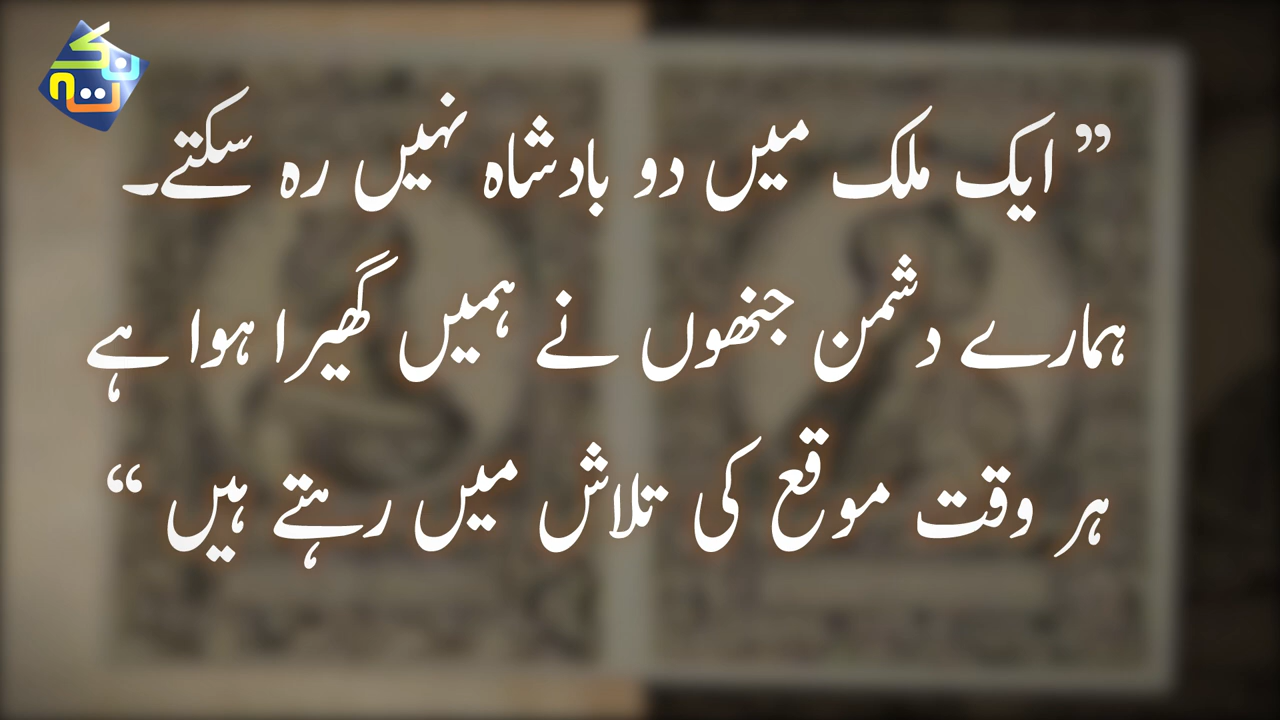 نکتہ
” ایک ملک میں دو بادشاہ نہیں رہ سکتے۔
ہمارے دشمن جنھوں نے ہمیں گھیرا ہوا ہے
ہر وقت موقع کی تلاش میں رہتے ہیں “